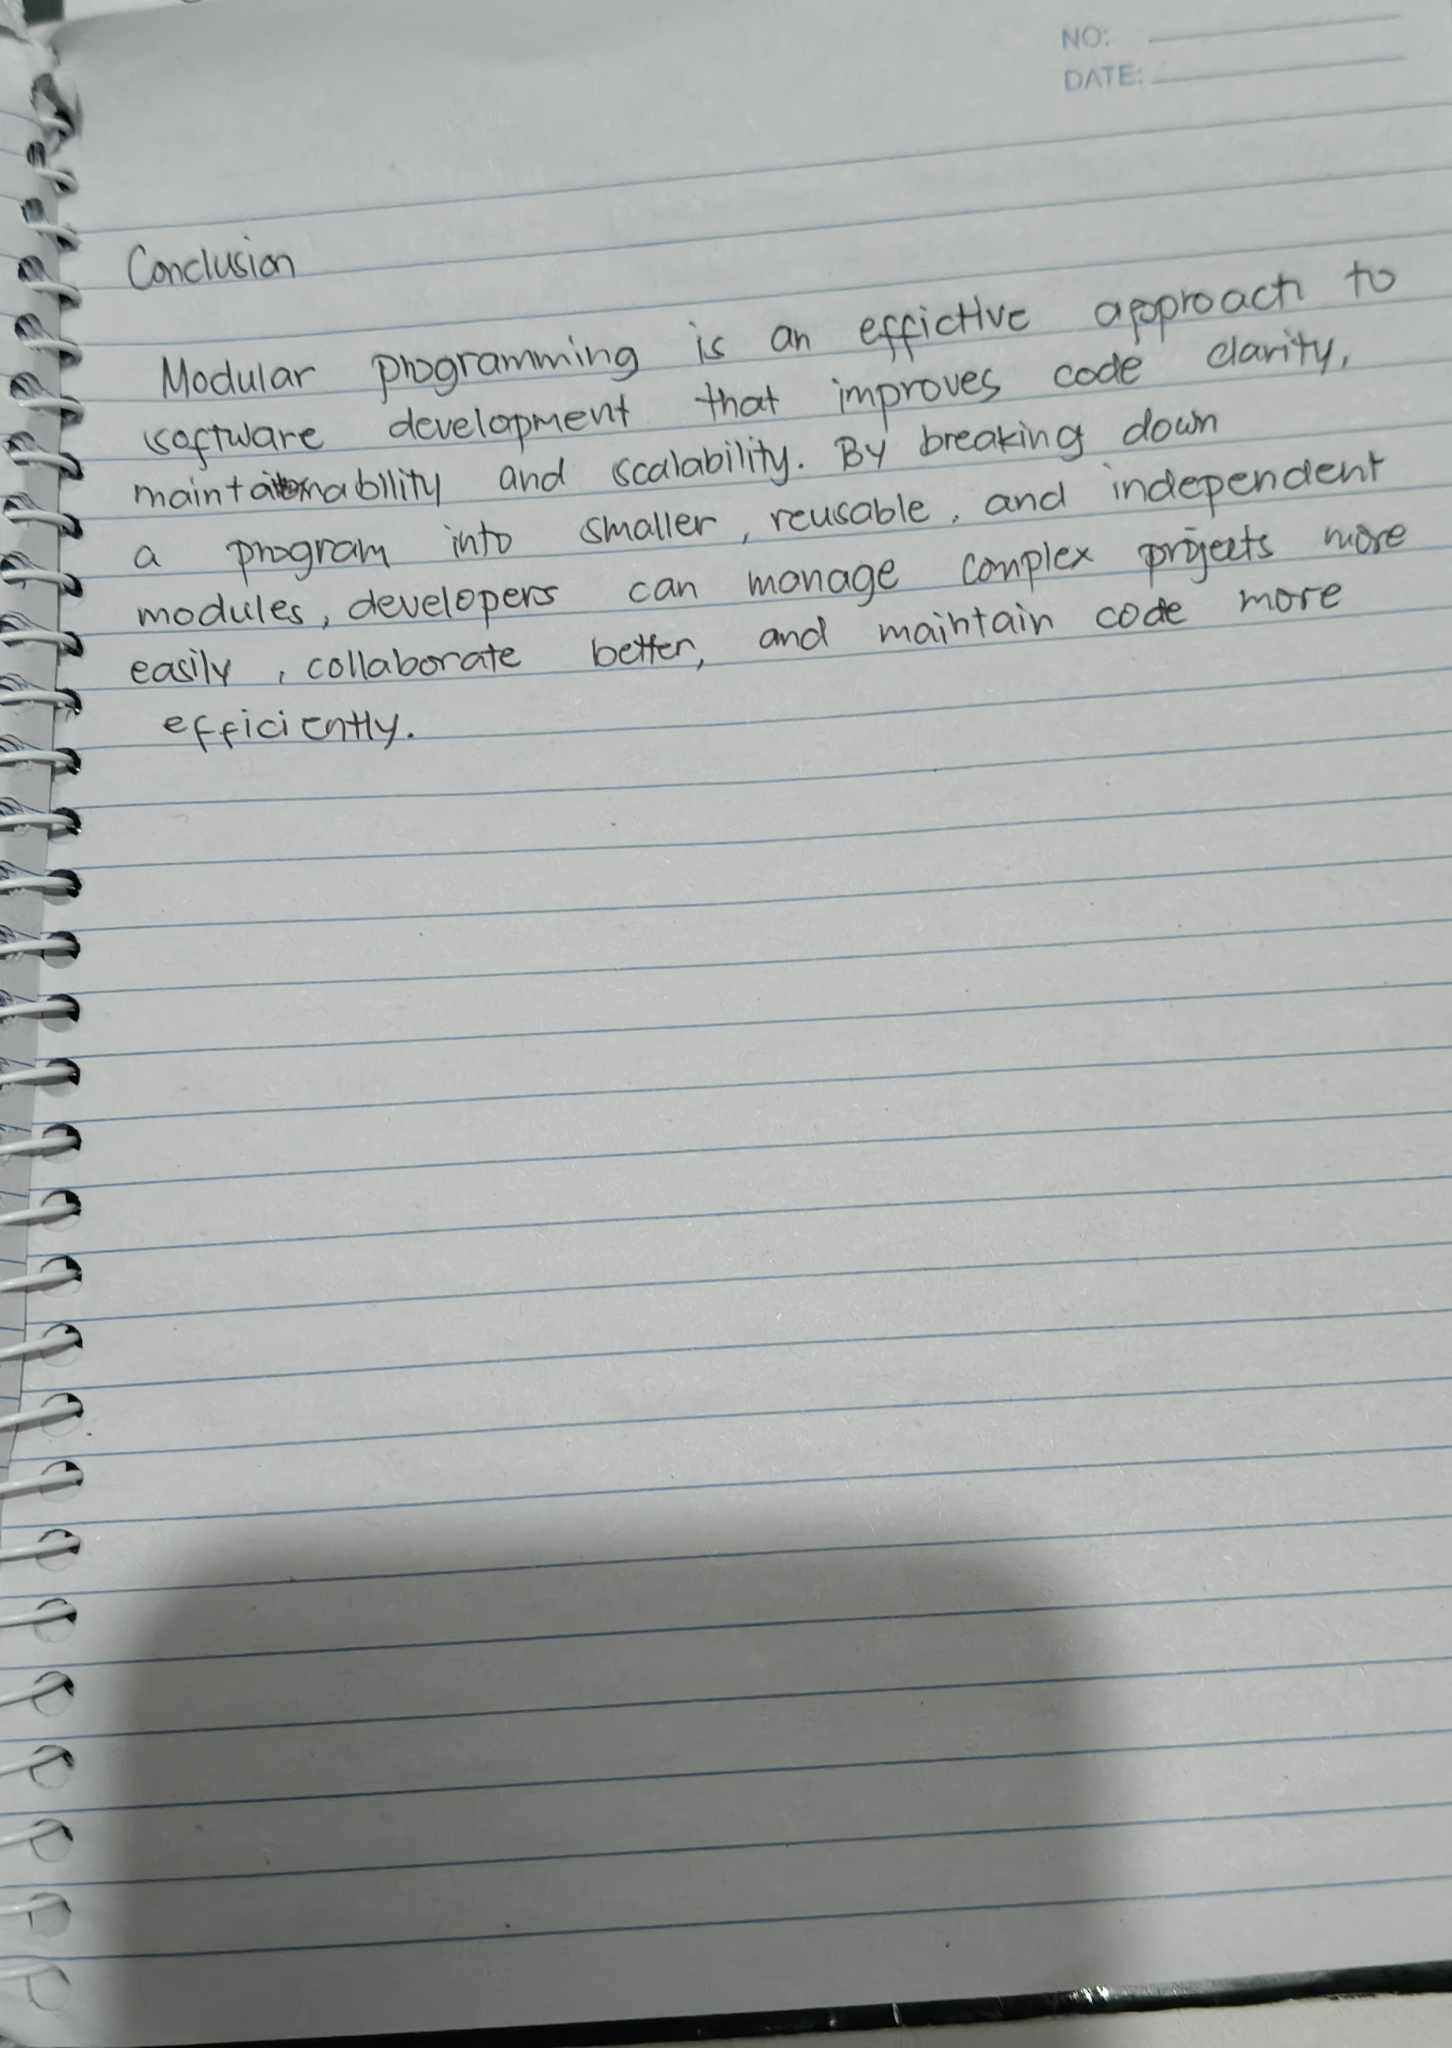 NO:
DATE:
Conclusion
Modular programming is an effictive approach to
software development that improves code clarity,
maintainability and scalability. By breaking down
a program into smaller, reusable, and independent
modules, developers can manage complex projects more
easily, collaborate better, and maintain code more
efficiently.